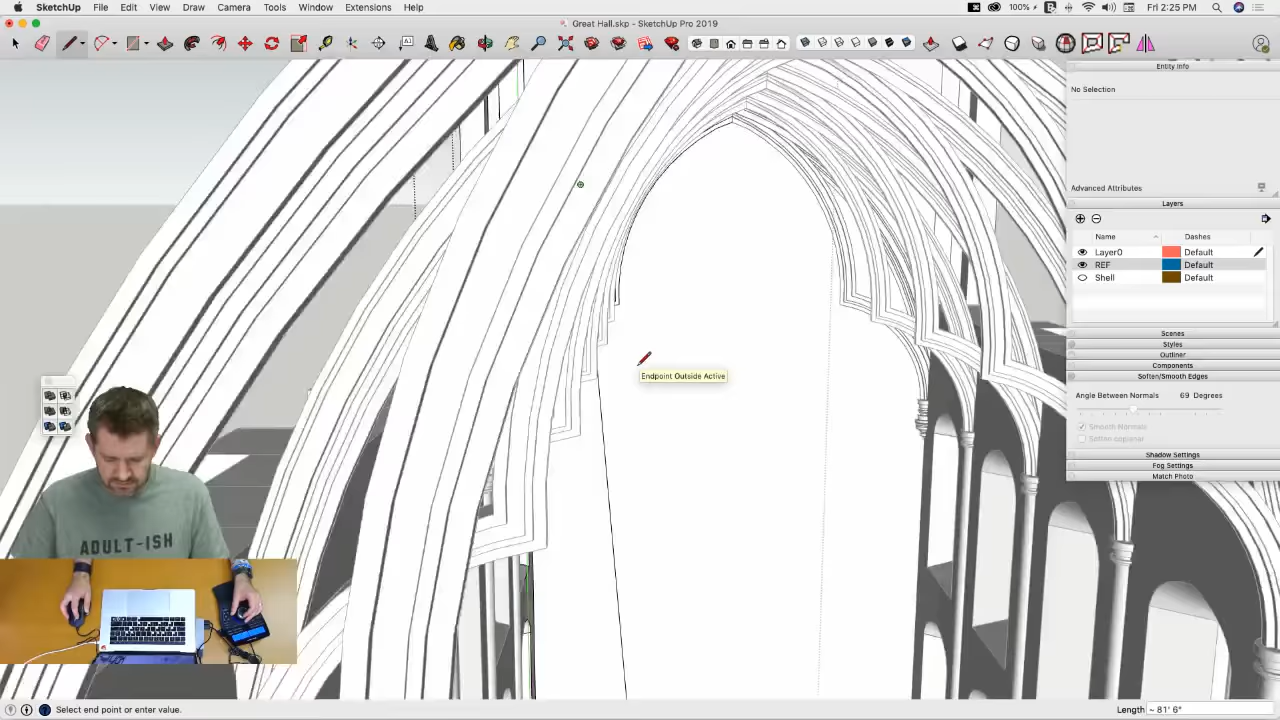 SketchUp File Edit View Draw Camera Tools Window Extensions Help 100% Fri 2:25 PM
Great Hall.skp - SketchUp Pro 2019
Entity Info
No Selection
Advanced Attributes
Layers
Name Dashes
Layer0 Default
REF Default
Shell Default
Scenes
Styles
Outliner
Components
Soften/Smooth Edges
Angle Between Normals 69 Degrees
Smooth Normals
Soften coplanar
Shadow Settings
Fog Settings
Match Photo
Endpoint Outside Active
ADULT-ISH
Select end point or enter value.
Length ~ 81' 6"